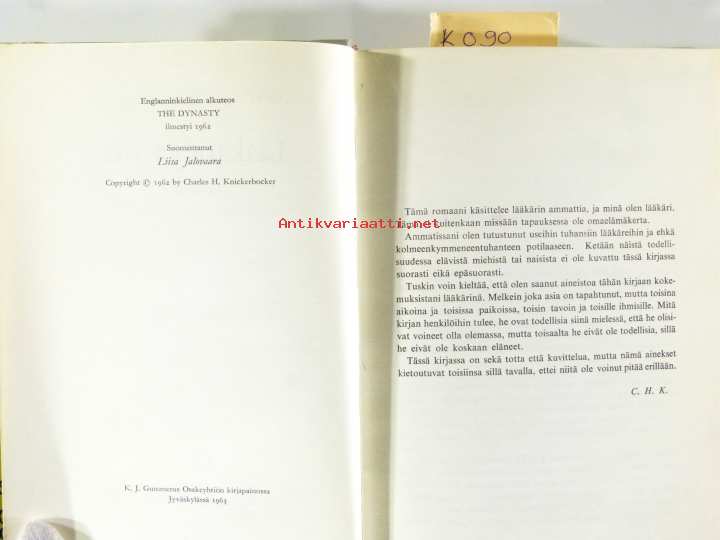 K 090
Englanninkielinen alkuteos
THE DYNASTY
ilmestyi 1962
Suomentanut
Liisa Jalovaara
Copyright © 1962 by Charles H. Knickerbocker
K. J. Gummerus Osakeyhtiön kirjapainossa
Jyväskylässä 1963
Antikvariaatti.net
Tämä romaani käsittelee lääkärin ammattia, ja minä olen lääkäri,
kuitenkaan missään tapauksessa ole omaelämäkerta.
Ammatissani olen tutustunut useihin tuhansiin lääkäreihin ja ehkä
kolmeenkymmeneentuhanteen potilaaseen. Ketään näistä todelli-
suudessa elävistä miehistä tai naisista ei ole kuvattu tässä kirjassa
suorasti eikä epäsuorasti.
Tuskin voin kieltää, että olen saanut aineistoa tähän kirjaan koke-
muksistani lääkärinä. Melkein joka asia on tapahtunut, mutta toisina
aikoina ja toisissa paikoissa, toisin tavoin ja toisille ihmisille. Mitä
kirjan henkilöihin tulee, he ovat todellisia siinä mielessä, että he olisi-
vat voineet olla olemassa, mutta toisaalta he eivät ole todellisia, sillä
he eivät ole koskaan eläneet.
Tässä kirjassa on sekä totta että kuvittelua, mutta nämä ainekset
kietoutuvat toisiinsa sillä tavalla, ettei niitä ole voinut pitää erillään.
C. H. K.